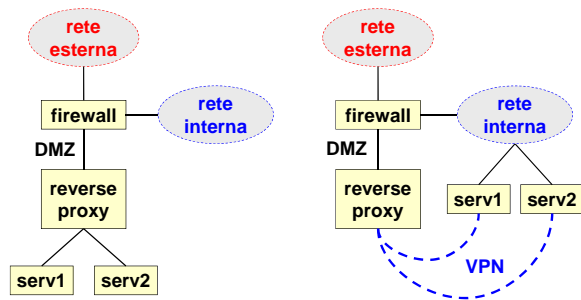 rete
esterna
firewall
rete
interna
DMZ
reverse
proxy
serv1
serv2
rete
esterna
firewall
rete
interna
DMZ
reverse
proxy
serv1
serv2
VPN